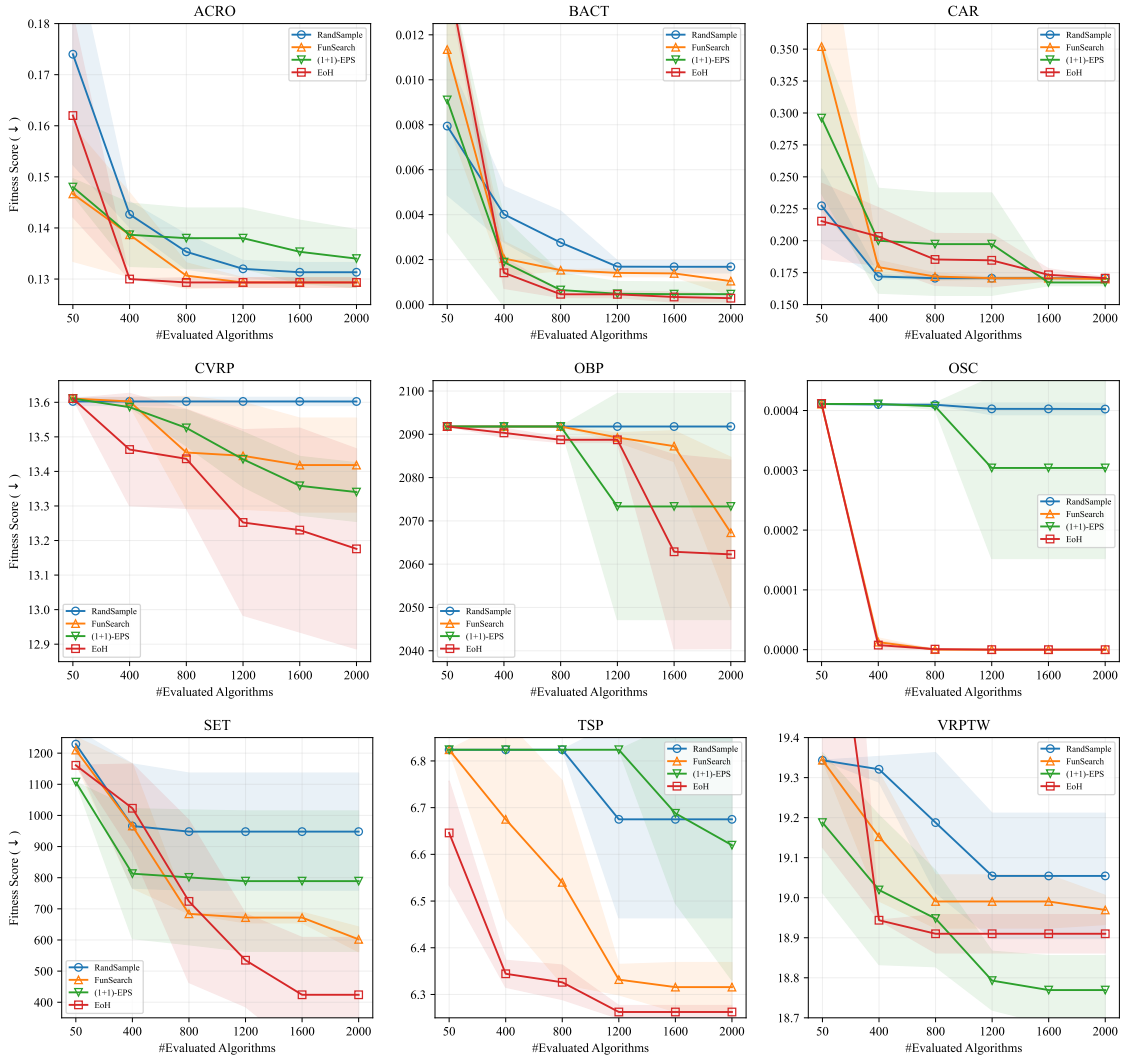 ACRO
0.18
0.17
0.16
0.15
0.14
0.13
Fitness Score (↓)
50 400 800 1200 1600 2000
#Evaluated Algorithms
RandSample
FunSearch
(1+1)-EPS
EoH
BACT
0.012
0.010
0.008
0.006
0.004
0.002
0.000
50 400 800 1200 1600 2000
#Evaluated Algorithms
RandSample
FunSearch
(1+1)-EPS
EoH
CAR
0.350
0.325
0.300
0.275
0.250
0.225
0.200
0.175
0.150
50 400 800 1200 1600 2000
#Evaluated Algorithms
RandSample
FunSearch
(1+1)-EPS
EoH
CVRP
13.6
13.5
13.4
13.3
13.2
13.1
13.0
12.9
Fitness Score (↓)
50 400 800 1200 1600 2000
#Evaluated Algorithms
RandSample
FunSearch
(1+1)-EPS
EoH
OBP
2100
2090
2080
2070
2060
2050
2040
50 400 800 1200 1600 2000
#Evaluated Algorithms
RandSample
FunSearch
(1+1)-EPS
EoH
OSC
0.0004
0.0003
0.0002
0.0001
0.0000
50 400 800 1200 1600 2000
#Evaluated Algorithms
RandSample
FunSearch
(1+1)-EPS
EoH
SET
1200
1100
1000
900
800
700
600
500
400
Fitness Score (↓)
50 400 800 1200 1600 2000
#Evaluated Algorithms
RandSample
FunSearch
(1+1)-EPS
EoH
TSP
6.8
6.7
6.6
6.5
6.4
6.3
50 400 800 1200 1600 2000
#Evaluated Algorithms
RandSample
FunSearch
(1+1)-EPS
EoH
VRPTW
19.4
19.3
19.2
19.1
19.0
18.9
18.8
18.7
50 400 800 1200 1600 2000
#Evaluated Algorithms
RandSample
FunSearch
(1+1)-EPS
EoH